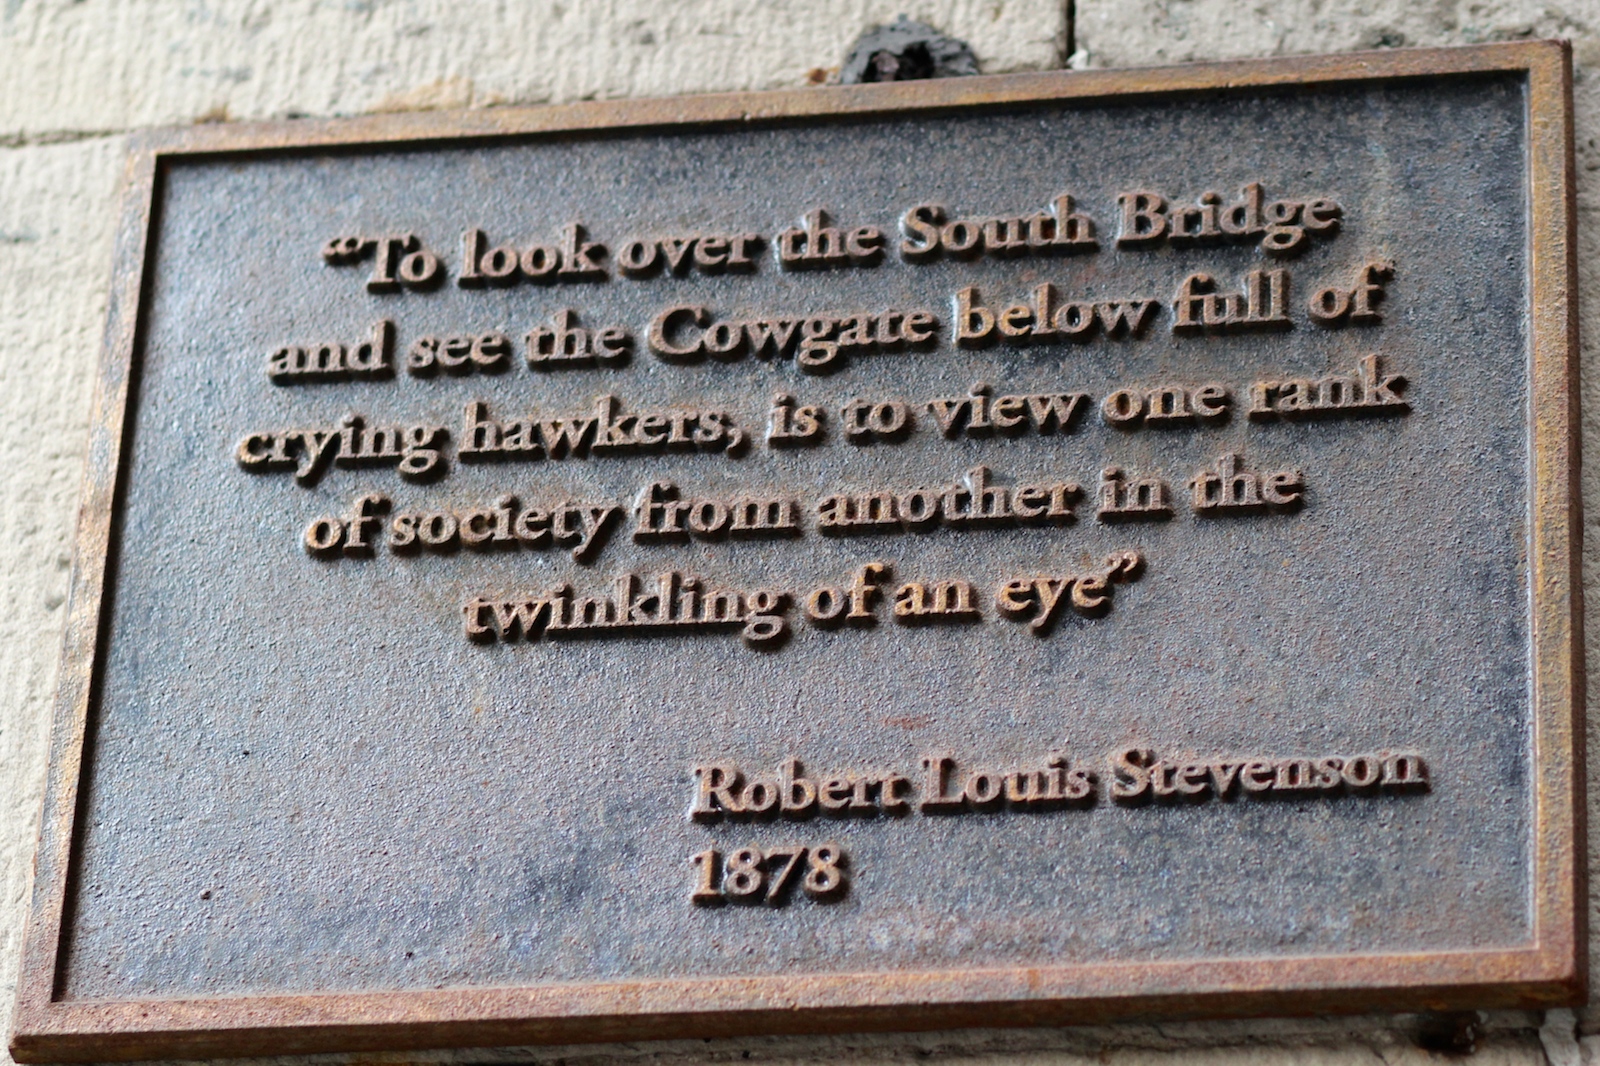 “To look over the South Bridge
and see the Cowgate below full of
crying hawkers, is to view one rank
of society from another in the
twinkling of an eye”
Robert Louis Stevenson
1878